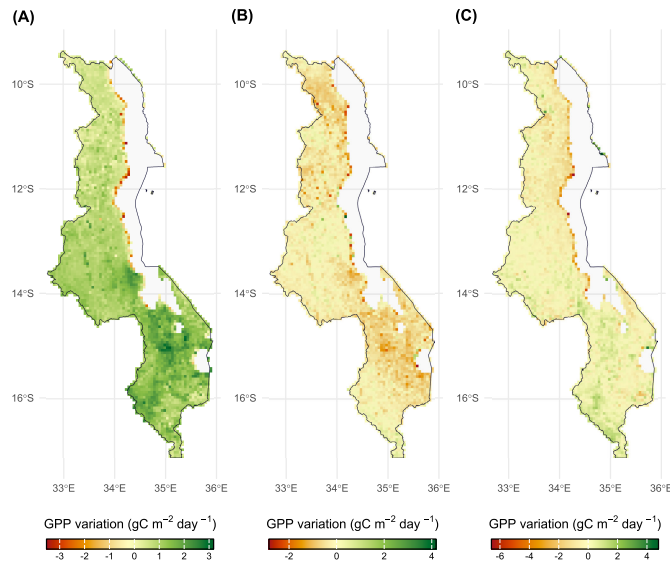 (A) (B) (C)
10°S 10°S 10°S
12°S 12°S 12°S
14°S 14°S 14°S
16°S 16°S 16°S
33°E 34°E 35°E 36°E 33°E 34°E 35°E 36°E 33°E 34°E 35°E 36°E
GPP variation (gC m⁻² day⁻¹) GPP variation (gC m⁻² day⁻¹) GPP variation (gC m⁻² day⁻¹)
-3 -2 -1 0 1 2 3 -2 0 2 4 -6 -4 -2 0 2 4